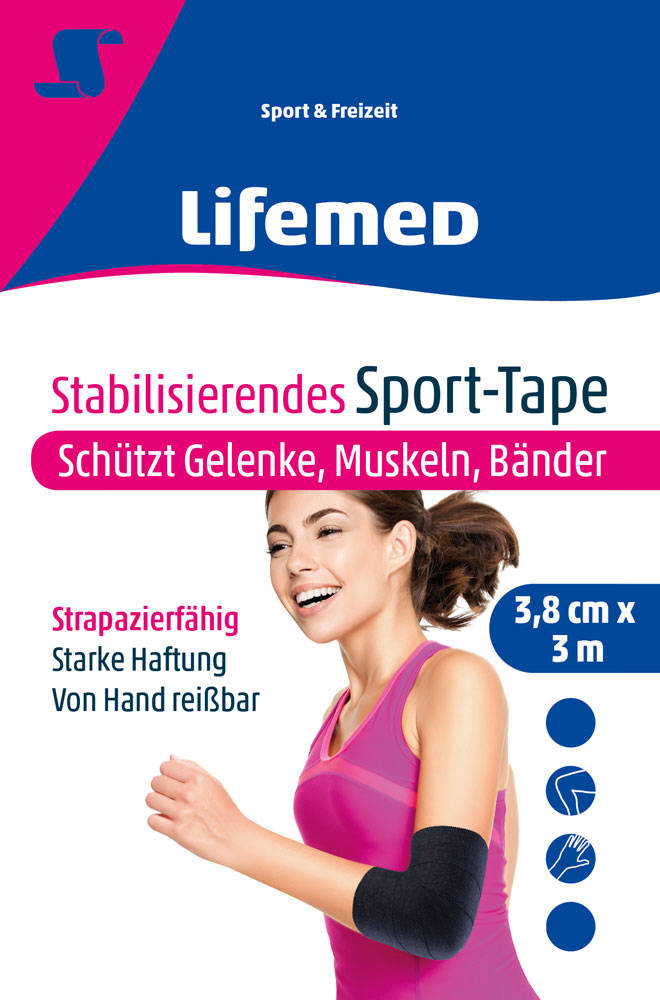 Sport & Freizeit
Lifemed
Stabilisierendes Sport-Tape
Schützt Gelenke, Muskeln, Bänder
Strapazierfähig
Starke Haftung
Von Hand reißbar
3,8 cm x
3 m